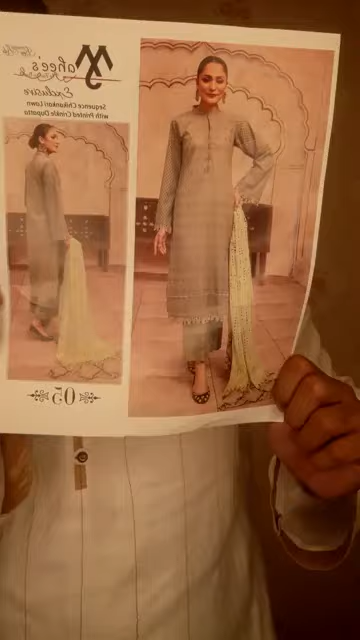 Mahee's
Exclusive
Sequence Chikankari Lawn
with Printed Crinkle Dupatta
05